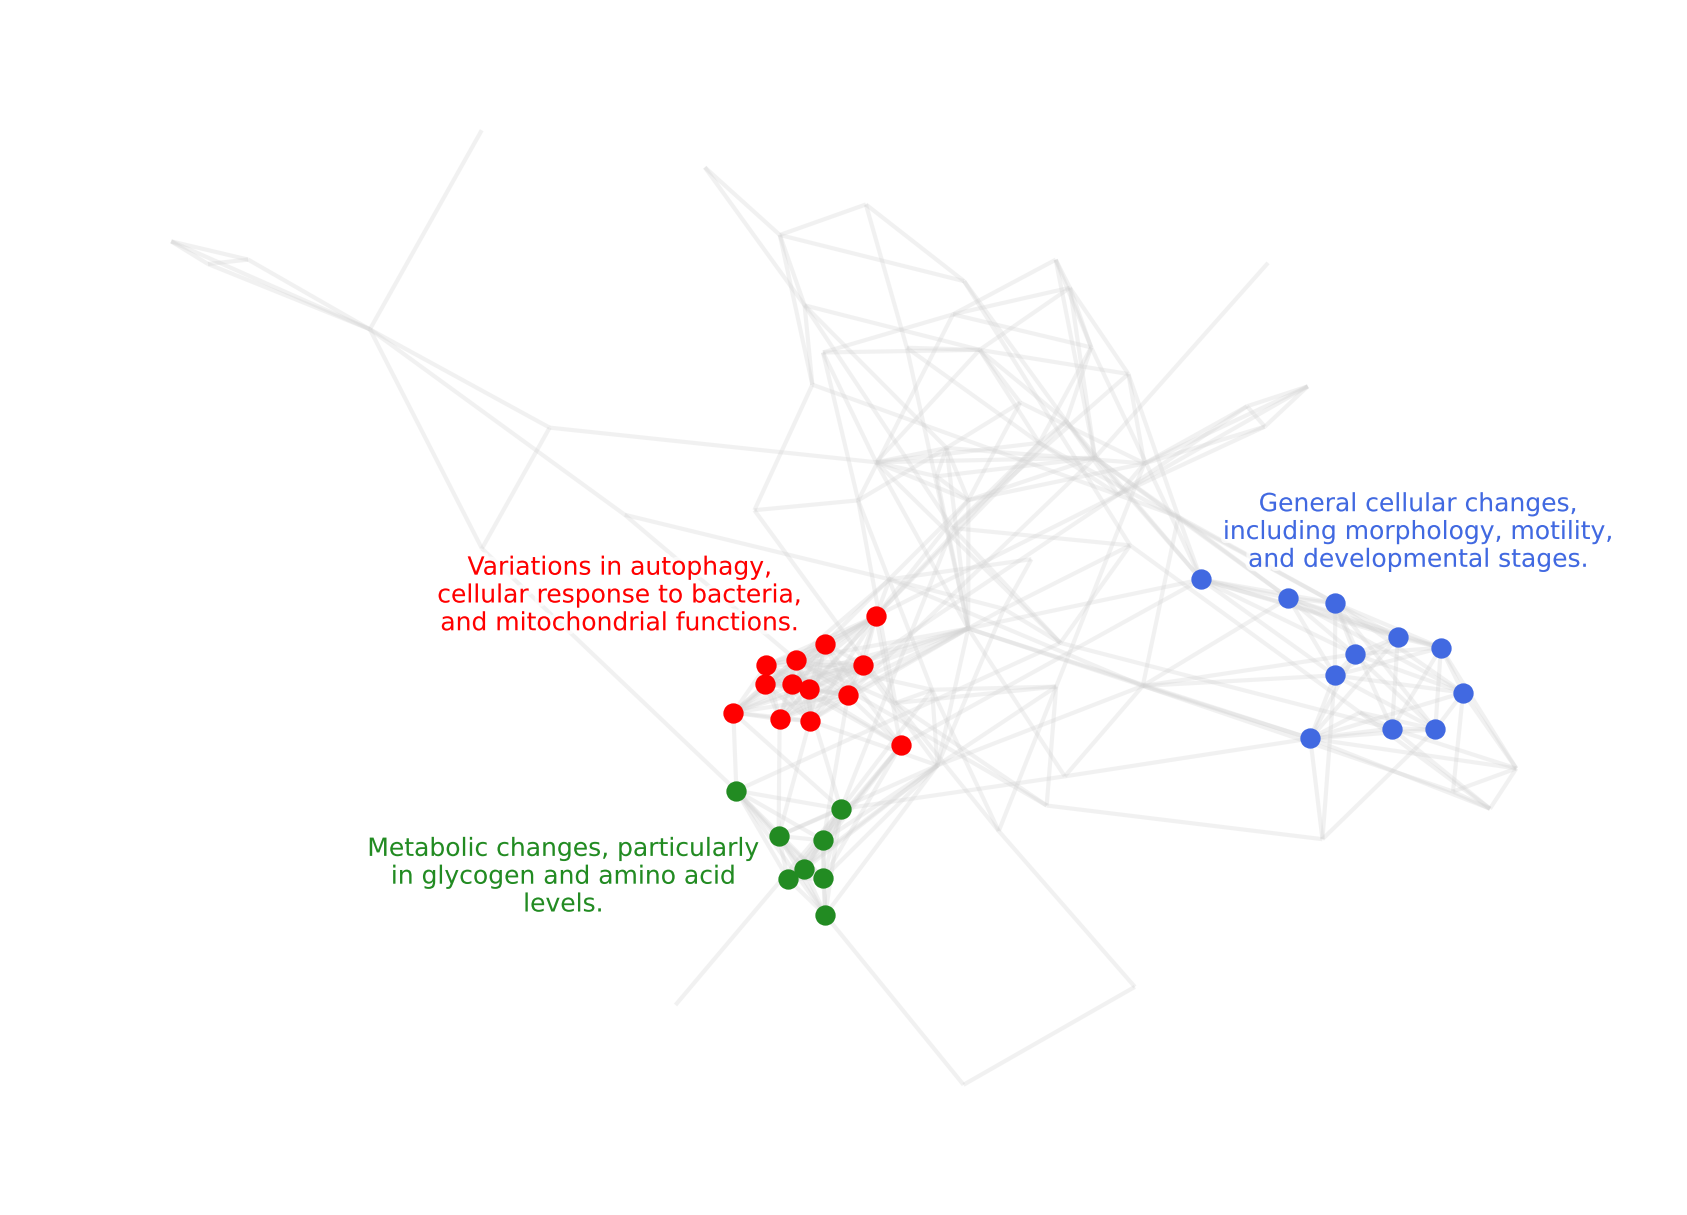 General cellular changes,
including morphology, motility,
and developmental stages.
Variations in autophagy,
cellular response to bacteria,
and mitochondrial functions.
Metabolic changes, particularly
in glycogen and amino acid
levels.